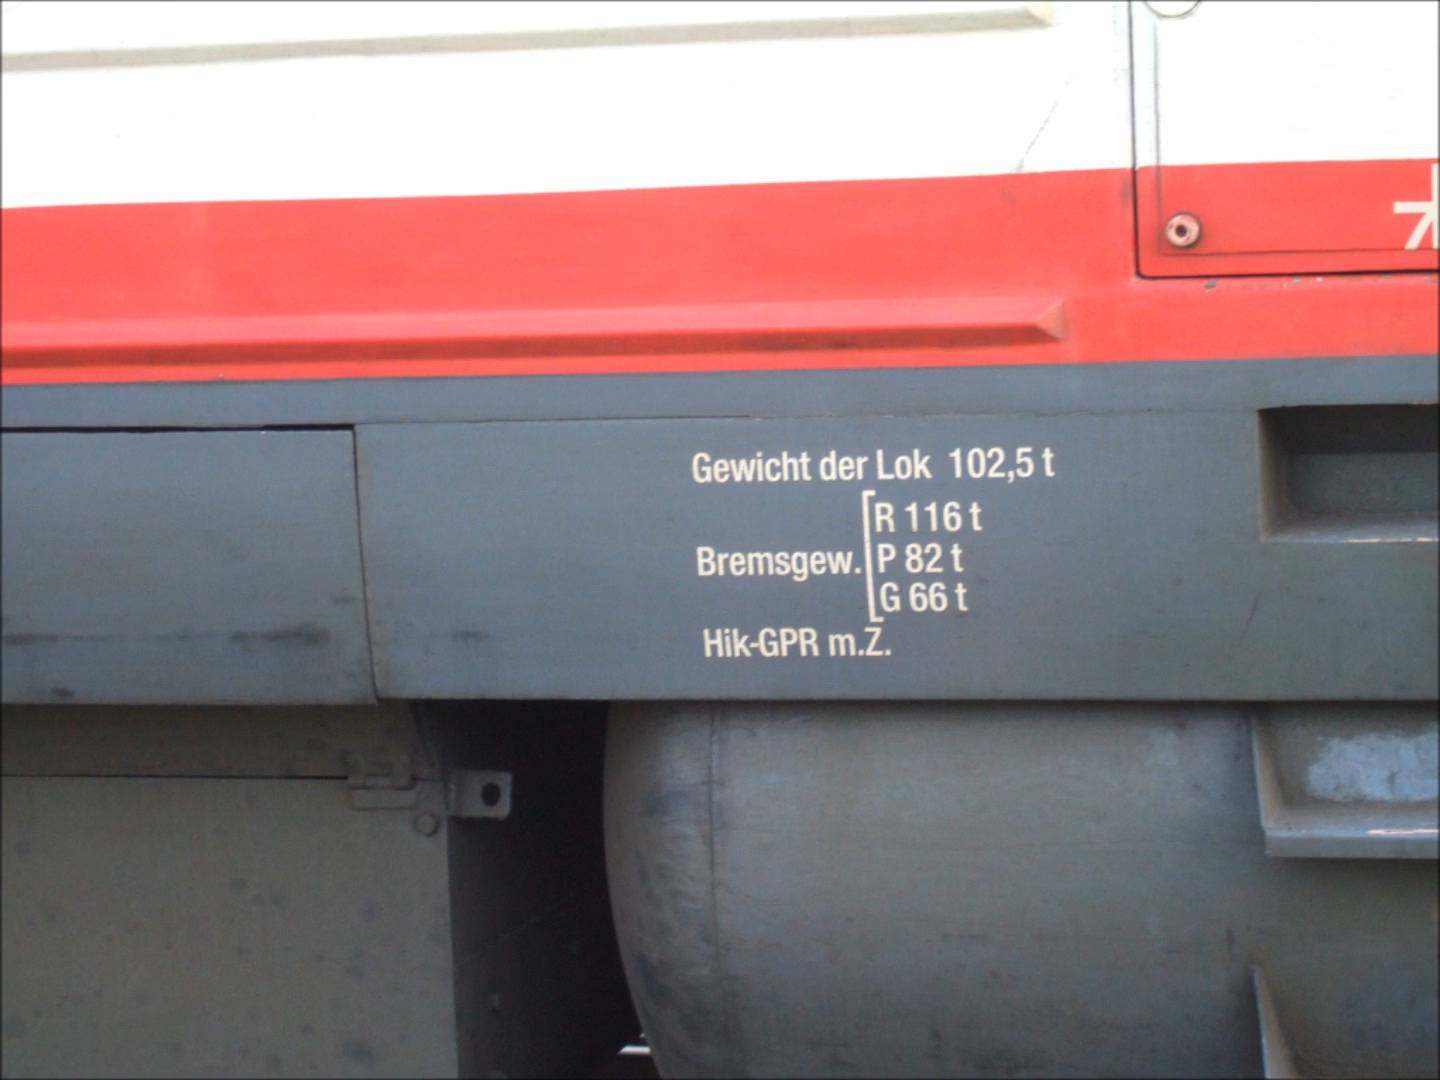 Gewicht der Lok 102,5 t
R 116 t
Bremsgew. P 82 t
G 66 t
Hik-GPR m.Z.